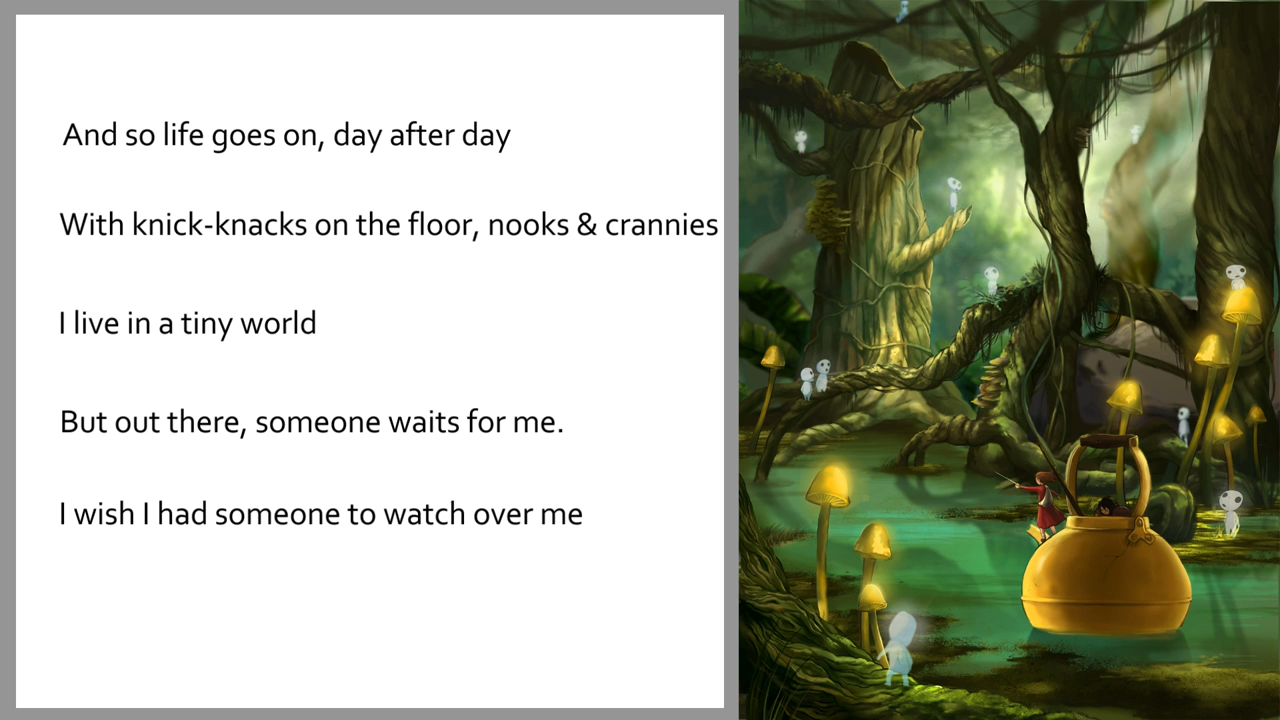 And so life goes on, day after day
With knick-knacks on the floor, nooks & crannies
I live in a tiny world
But out there, someone waits for me.
I wish I had someone to watch over me